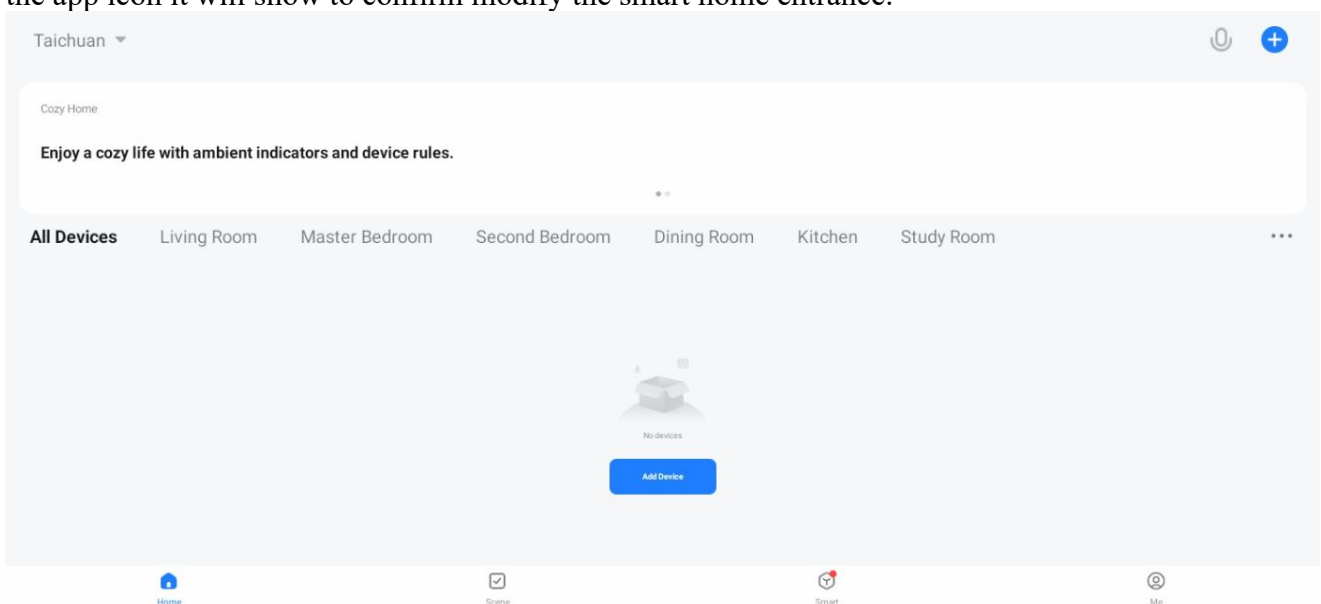 the app icon it will show to confirm modify the smart home entrance.
Taichuan
Cozy Home
Enjoy a cozy life with ambient indicators and device rules.
All Devices Living Room Master Bedroom Second Bedroom Dining Room Kitchen Study Room
No devices
Add Device
Home Scene Smart Me